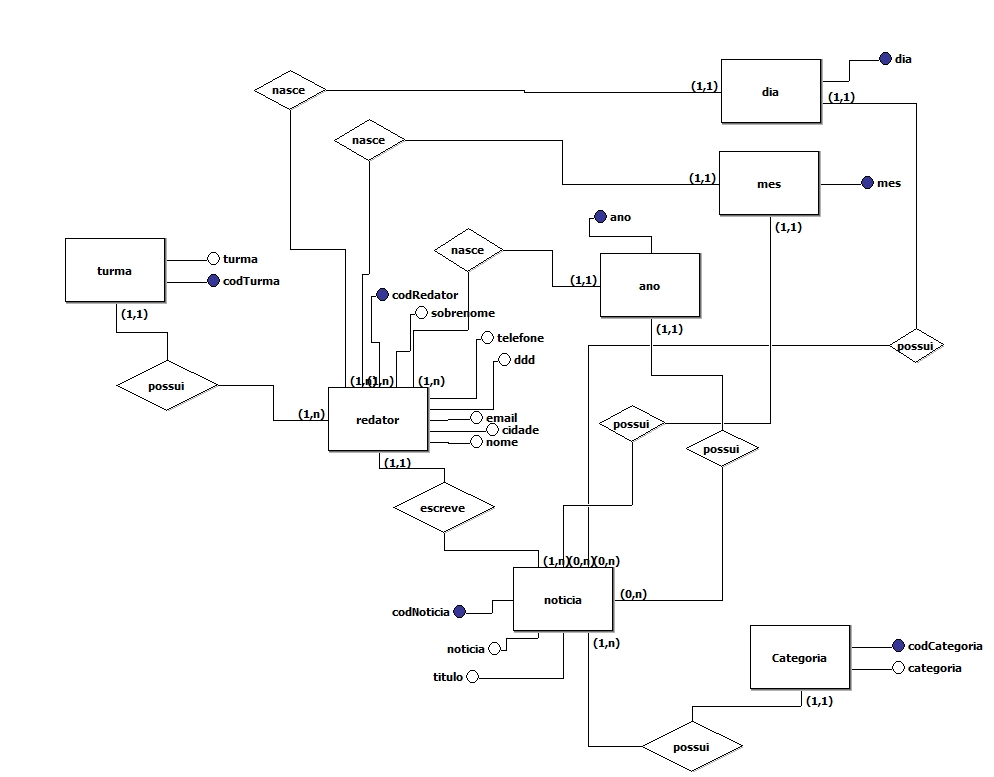 dia
nasce
(1,1)
dia
(1,1)
nasce
(1,1)
mes
mes
ano
(1,1)
turma
turma
codTurma
nasce
(1,1)
ano
codRedator
sobrenome
(1,1)
(1,1)
telefone
possui
ddd
possui
(1,n)
(1,n)
(1,n)
(1,n)
redator
email
cidade
nome
possui
possui
(1,1)
escreve
(1,n)
(0,n)
(0,n)
noticia
(0,n)
codNoticia
noticia
(1,n)
titulo
Categoria
codCategoria
categoria
(1,1)
possui